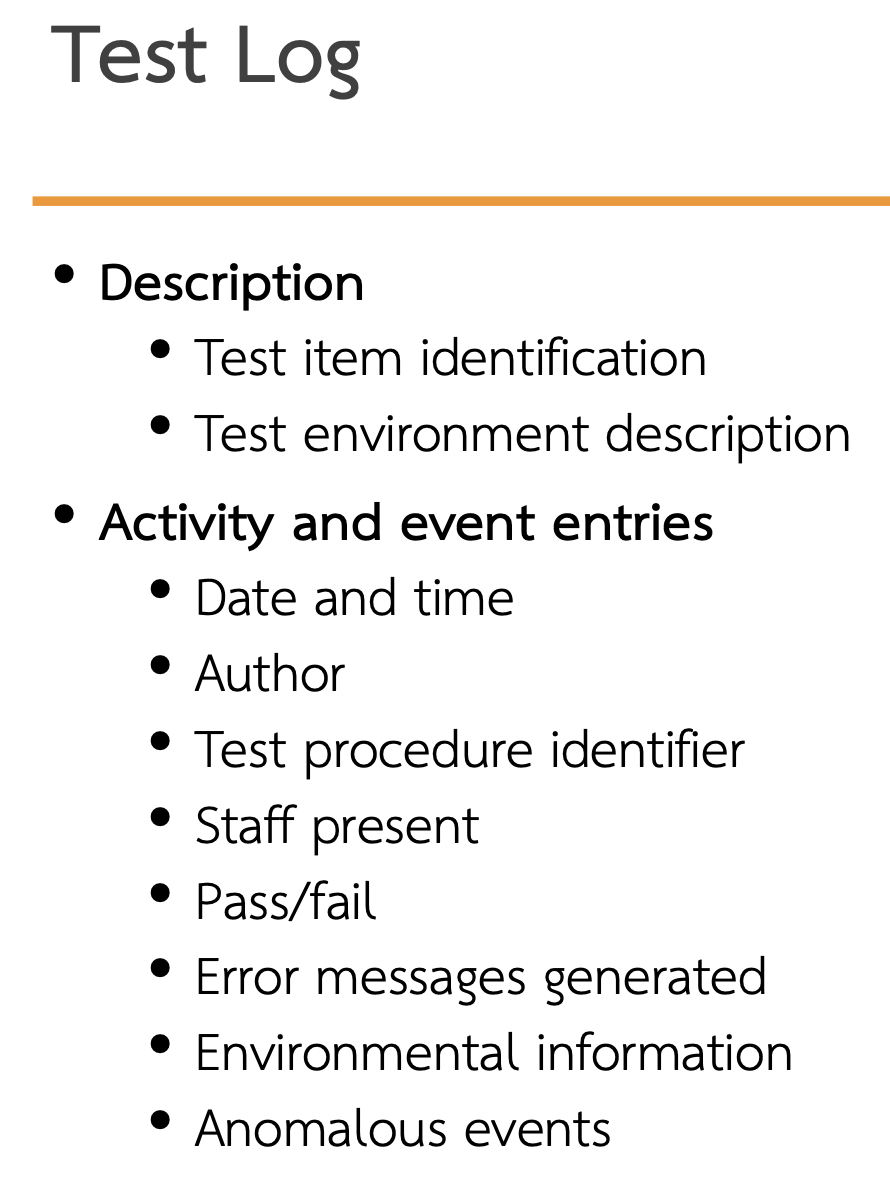 Test Log
• Description
• Test item identification
• Test environment description
• Activity and event entries
• Date and time
• Author
• Test procedure identifier
• Staff present
• Pass/fail
• Error messages generated
• Environmental information
• Anomalous events